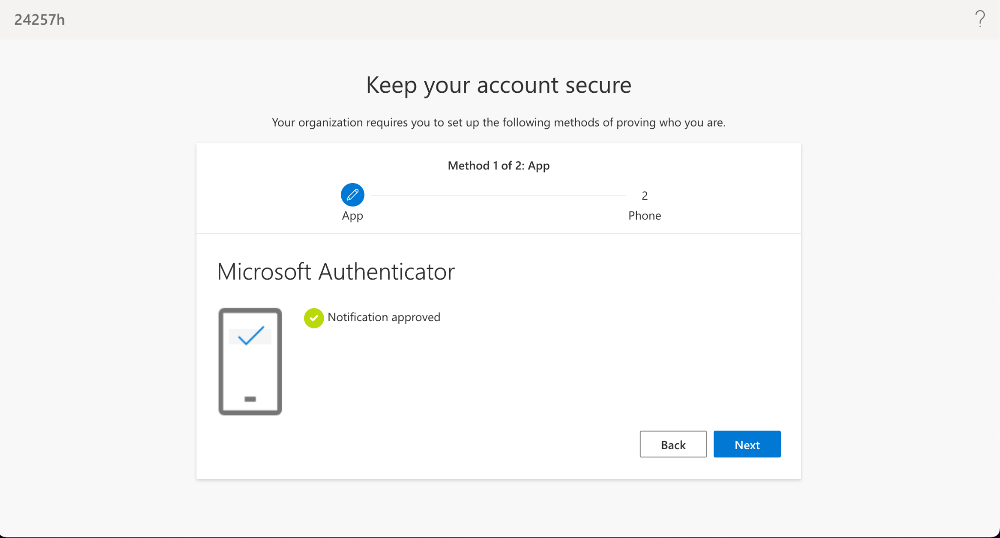 24257h
?
Keep your account secure
Your organization requires you to set up the following methods of proving who you are.
Method 1 of 2: App
2
App
Phone
Microsoft Authenticator
Notification approved
Back
Next